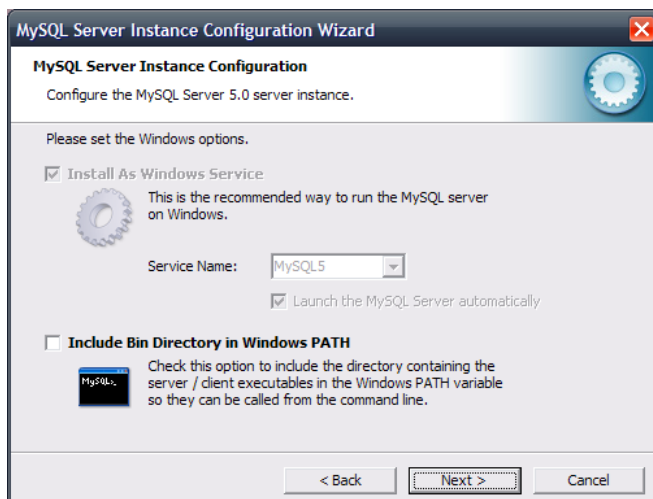 MySQL Server Instance Configuration Wizard
MySQL Server Instance Configuration
Configure the MySQL Server 5.0 server instance.
Please set the Windows options.
Install As Windows Service
This is the recommended way to run the MySQL server
on Windows.
Service Name:
MySQL5
Launch the MySQL Server automatically
Include Bin Directory in Windows PATH
MySQL>_
Check this option to include the directory containing the
server / client executables in the Windows PATH variable
so they can be called from the command line.
< Back
Next >
Cancel